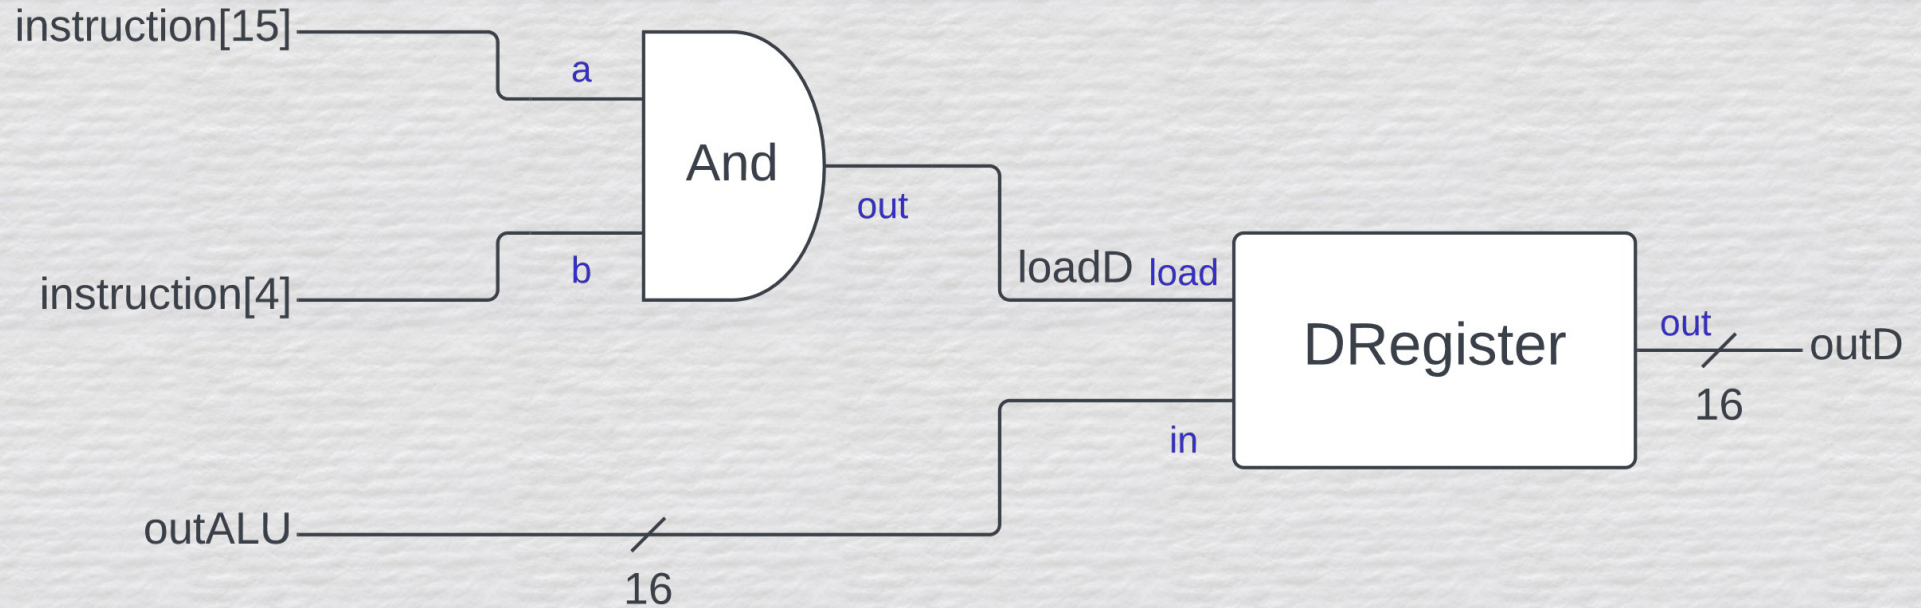 instruction[15]
a
And
out
b
instruction[4]
loadD
load
DRegister
out
outD
16
in
outALU
16